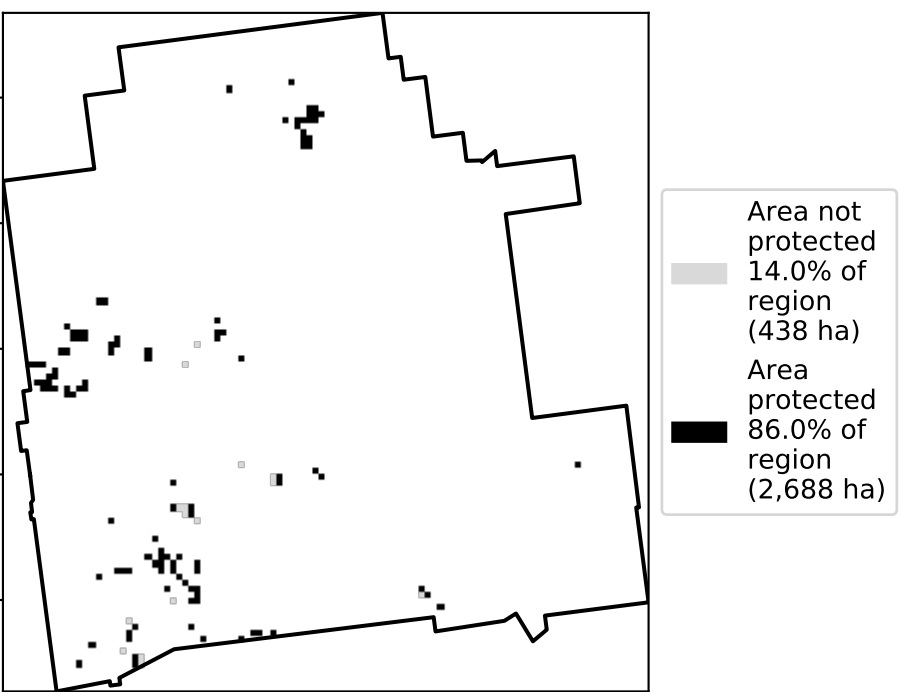 Area not
protected
14.0% of
region
(438 ha)
Area
protected
86.0% of
region
(2,688 ha)